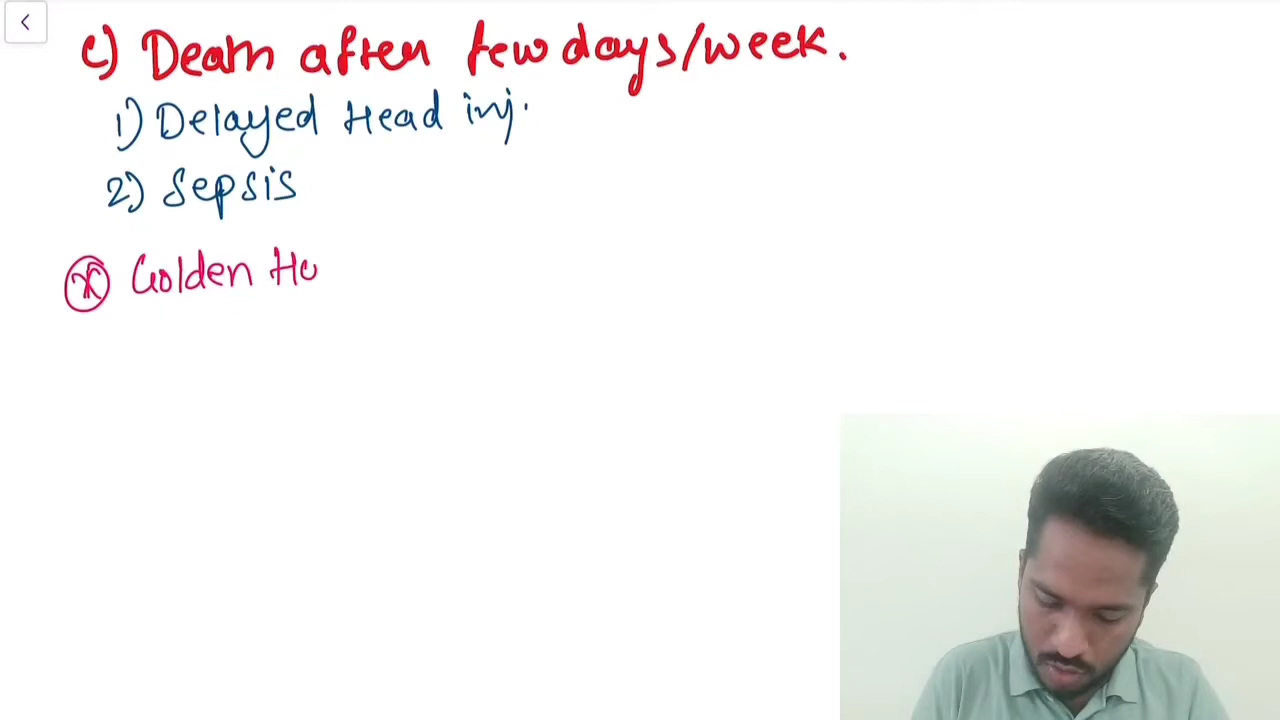 c) Death after few days/week.
1) Delayed Head inj.
2) Sepsis
* Golden Ho